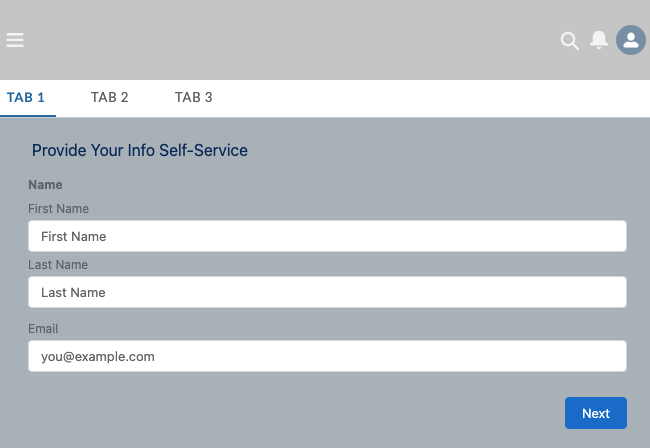 TAB 1 TAB 2 TAB 3
Provide Your Info Self-Service
Name
First Name
First Name
Last Name
Last Name
Email
you@example.com
Next